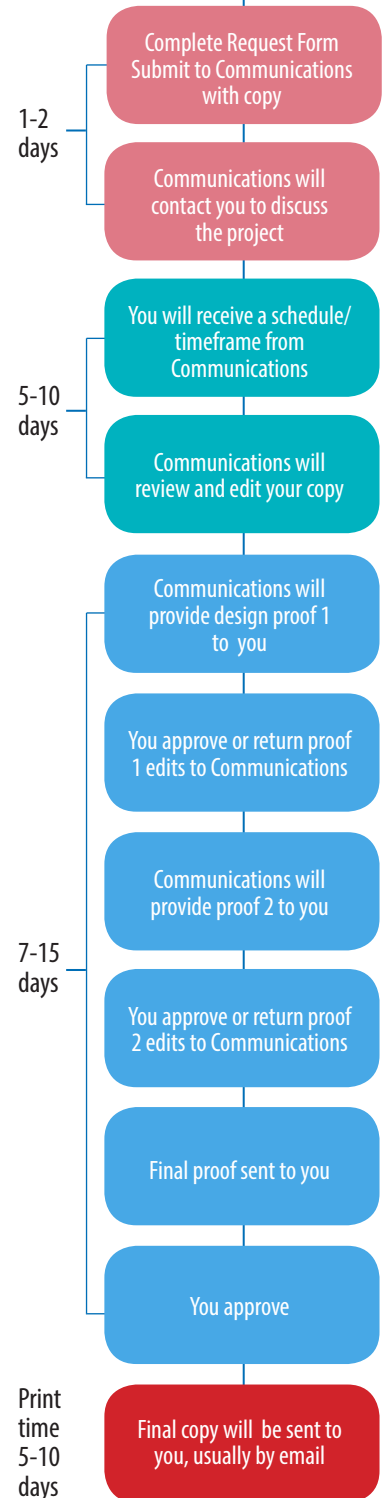 Complete Request Form
Submit to Communications
with copy
1-2
days
Communications will
contact you to discuss
the project
You will receive a schedule/
timeframe from
Communications
5-10
days
Communications will
review and edit your copy
Communications will
provide design proof 1
to you
You approve or return proof
1 edits to Communications
Communications will
provide proof 2 to you
7-15
days
You approve or return proof
2 edits to Communications
Final proof sent to you
You approve
Print
time
5-10
days
Final copy will be sent to
you, usually by email